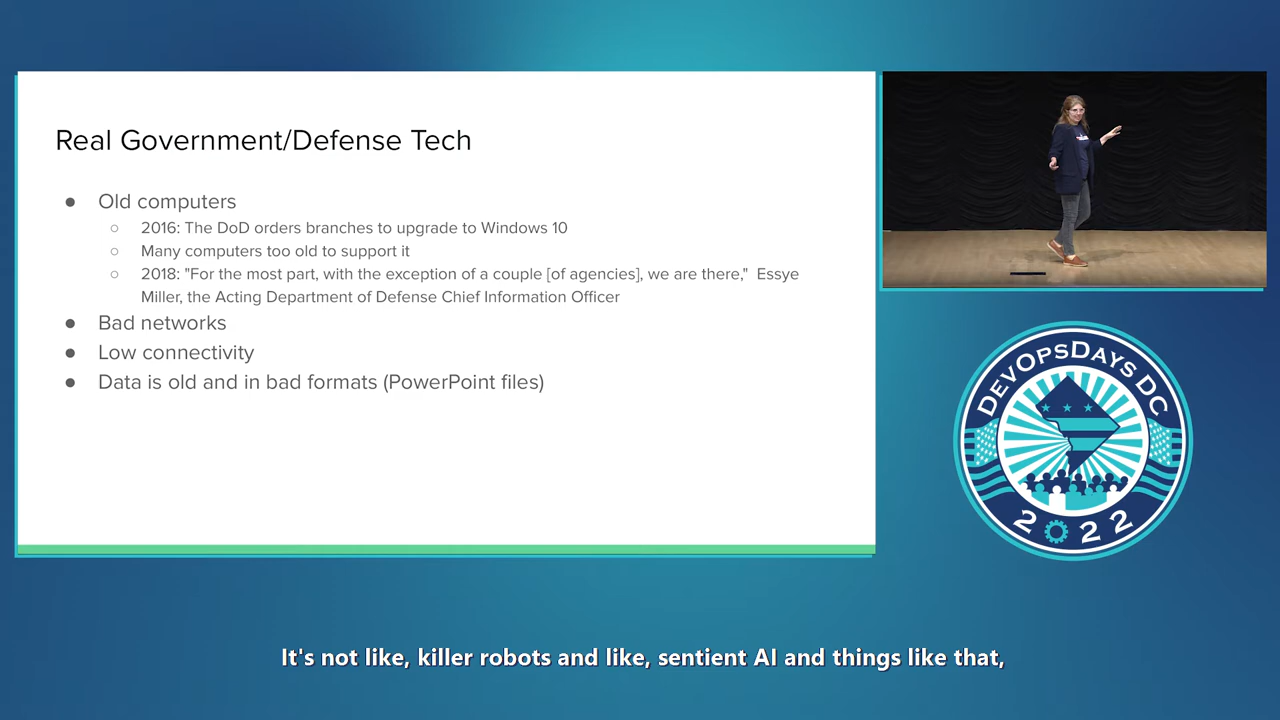 Real Government/Defense Tech
● Old computers
○ 2016: The DoD orders branches to upgrade to Windows 10
○ Many computers too old to support it
○ 2018: "For the most part, with the exception of a couple [of agencies], we are there," Essye
Miller, the Acting Department of Defense Chief Information Officer
● Bad networks
● Low connectivity
● Data is old and in bad formats (PowerPoint files)
DEVOPSDAYS DC
2022
It's not like, killer robots and like, sentient AI and things like that,